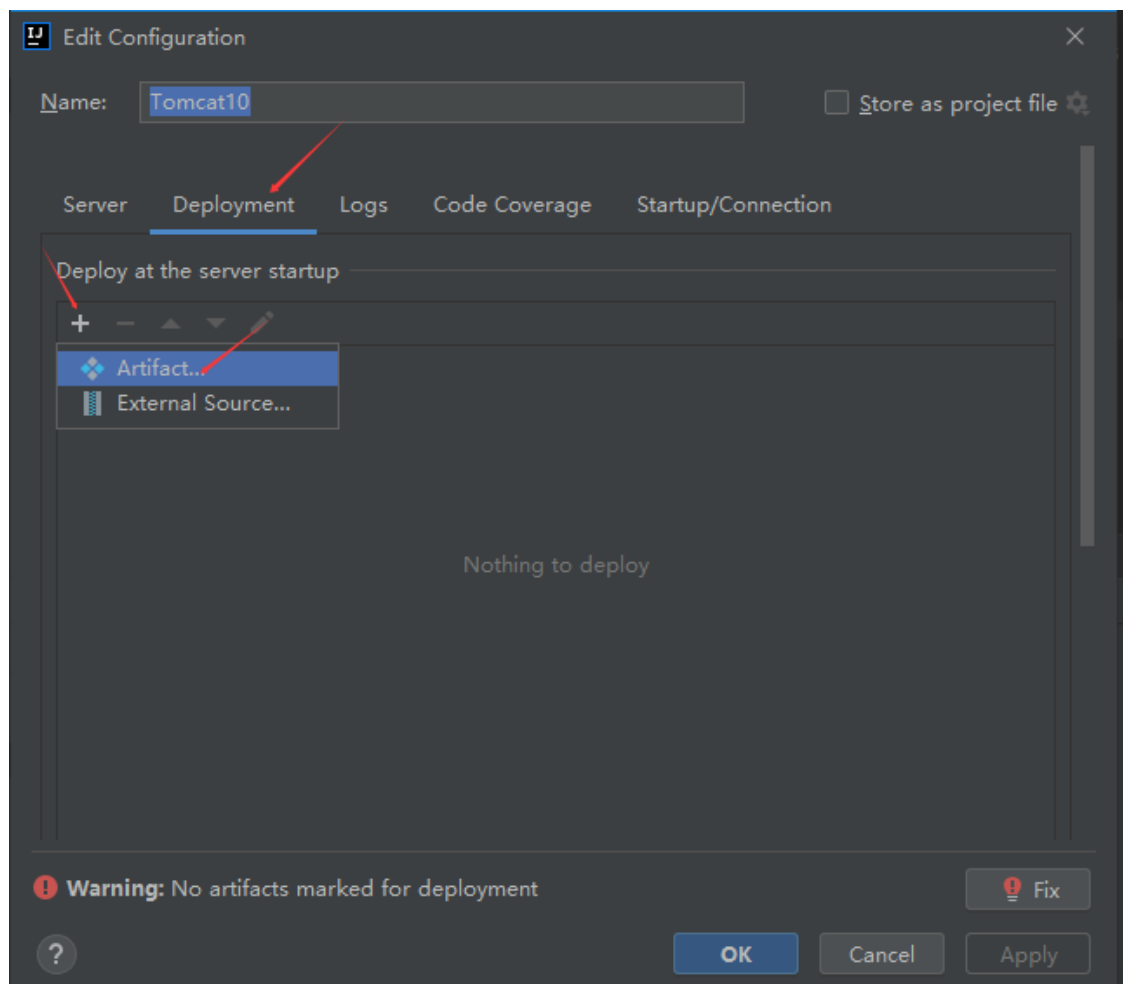 Edit Configuration
Name: Tomcat10 Store as project file
Server Deployment Logs Code Coverage Startup/Connection
Deploy at the server startup
Artifact...
External Source...
Nothing to deploy
Warning: No artifacts marked for deployment Fix
? OK Cancel Apply